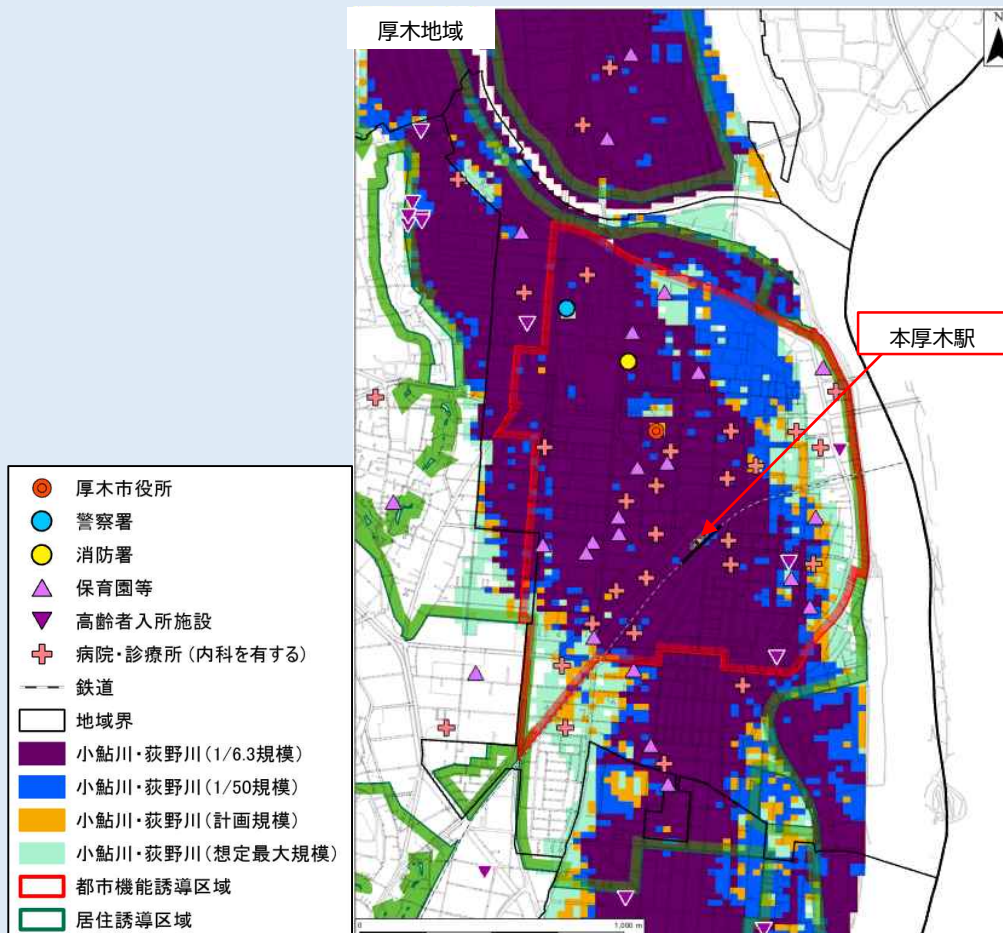 厚木地域
N
本厚木駅
厚木市役所
警察署
消防署
保育園等
高齢者入所施設
病院・診療所（内科を有する）
鉄道
地域界
小鮎川・荻野川（1/6.3規模）
小鮎川・荻野川（1/50規模）
小鮎川・荻野川（計画規模）
小鮎川・荻野川（想定最大規模）
都市機能誘導区域
居住誘導区域
0 1,000 m